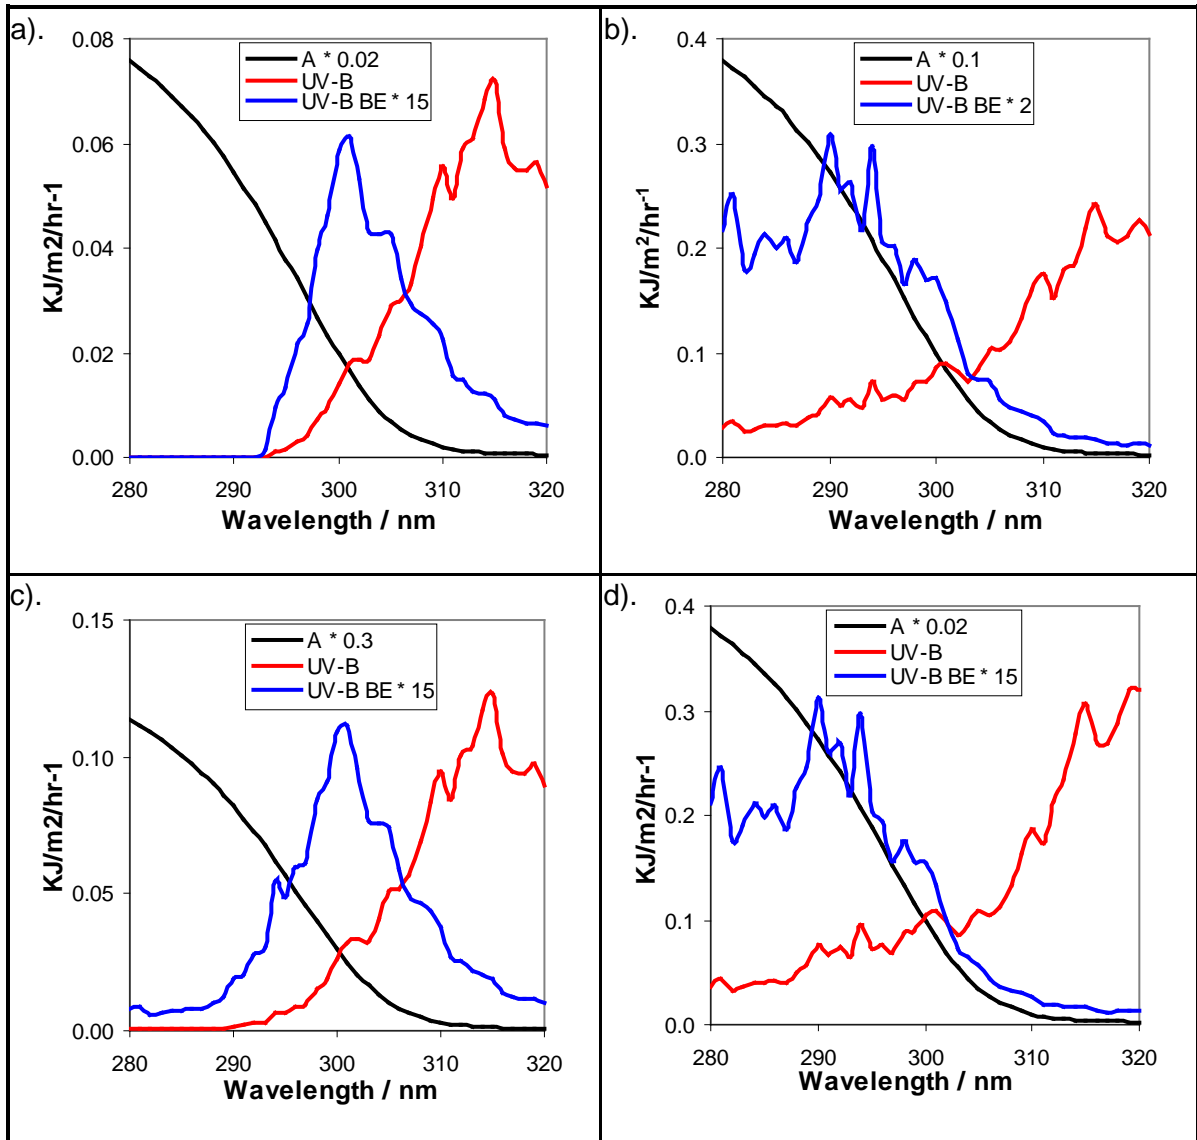 a).
0.08
0.06
0.04
0.02
0.00
KJ/m2/hr-1
A * 0.02
UV-B
UV-B BE * 15
280 290 300 310 320
Wavelength / nm
b).
0.4
0.3
0.2
0.1
0.0
KJ/m²/hr⁻¹
A * 0.1
UV-B
UV-B BE * 2
280 290 300 310 320
Wavelength / nm
c).
0.15
0.10
0.05
0.00
KJ/m2/hr-1
A * 0.3
UV-B
UV-B BE * 15
280 290 300 310 320
Wavelength / nm
d).
0.4
0.3
0.2
0.1
0.0
KJ/m2/hr-1
A * 0.02
UV-B
UV-B BE * 15
280 290 300 310 320
Wavelength / nm